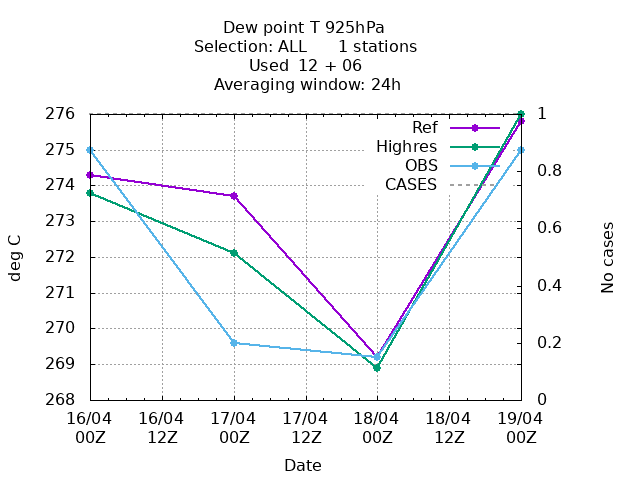 Dew point T 925hPa
Selection: ALL      1 stations
Used  12 + 06
Averaging window: 24h
276
275
274
273
272
271
270
269
268
deg C
1
0.8
0.6
0.4
0.2
0
No cases
Ref
Highres
OBS
CASES
16/04 16/04 17/04 17/04 18/04 18/04 19/04
00Z 12Z 00Z 12Z 00Z 12Z 00Z
Date